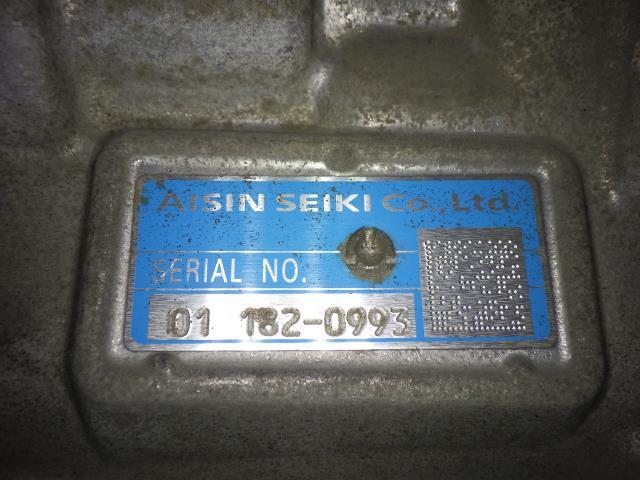 AISIN SEIKI Co., Ltd.
SERIAL NO.
01 182-0993